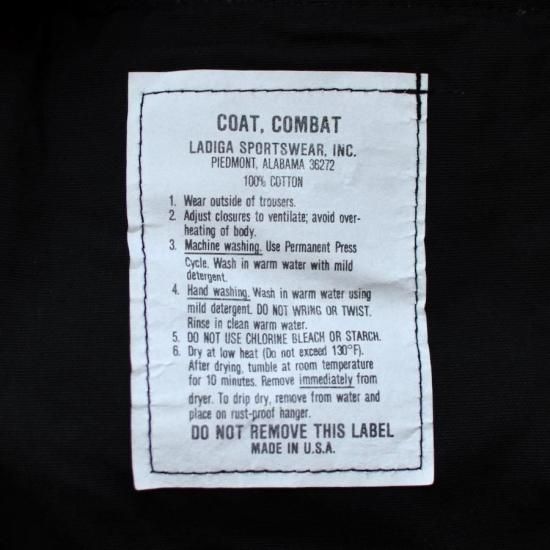 COAT, COMBAT
LADIGA SPORTSWEAR, INC.
PIEDMONT, ALABAMA 36272
100% COTTON
1. Wear outside of trousers.
2. Adjust closures to ventilate; avoid over-
heating of body.
3. Machine washing. Use Permanent Press
Cycle. Wash in warm water with mild
detergent.
4. Hand washing. Wash in warm water using
mild detergent. DO NOT WRING OR TWIST.
Rinse in clean warm water.
5. DO NOT USE CHLORINE BLEACH OR STARCH.
6. Dry at low heat (Do not exceed 130°F).
After drying, tumble at room temperature
for 10 minutes. Remove immediately from
dryer. To drip dry, remove from water and
place on rust-proof hanger.
DO NOT REMOVE THIS LABEL
MADE IN U.S.A.